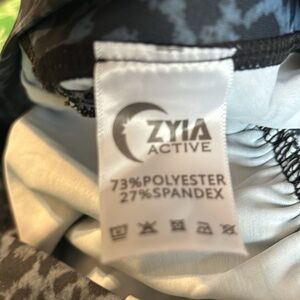 ZYIA
ACTIVE
73%POLYESTER
27%SPANDEX